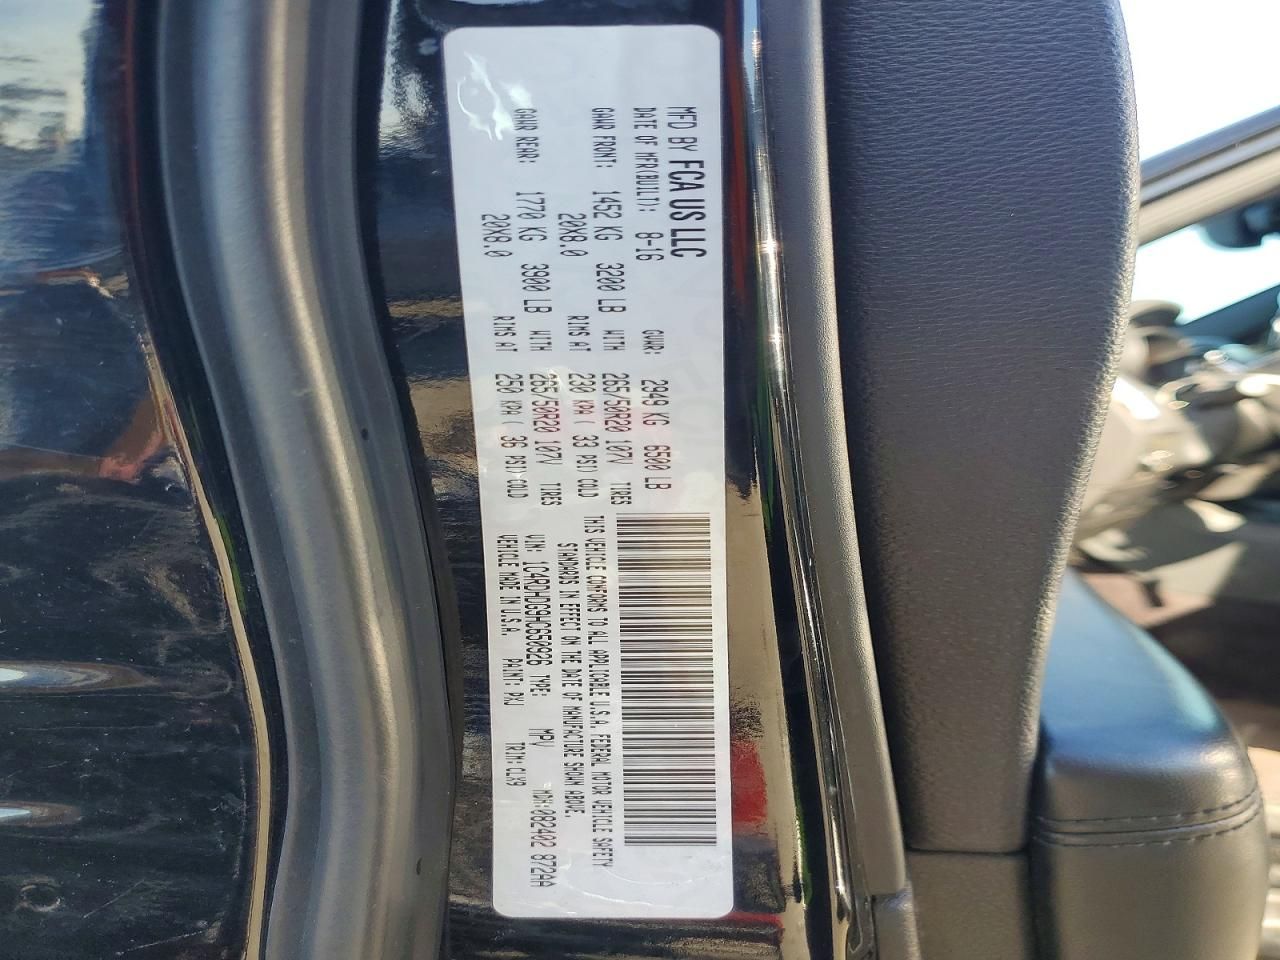 MFD BY FCA US LLC
DATE OF MFR(BUILT): 8-16 GVWR: 2949 KG 6500 LB
GAWR FRONT: 1452 KG 3200 LB WITH 265/50R20 107V TIRES
20X8.0 RIMS AT 230 KPA ( 33 PSI) COLD
GAWR REAR: 1770 KG 3900 LB WITH 265/50R20 107V TIRES
20X8.0 RIMS AT 250 KPA ( 36 PSI) COLD
THIS VEHICLE CONFORMS TO ALL APPLICABLE U.S.A. FEDERAL MOTOR VEHICLE SAFETY
STANDARDS IN EFFECT ON THE DATE OF MANUFACTURE SHOWN ABOVE.
VIN: 1C4RDHDG9HC650926 TYPE: MPV MDH:082402 872AA
VEHICLE MADE IN U.S.A. PAINT: PXJ TRIM: CLX9